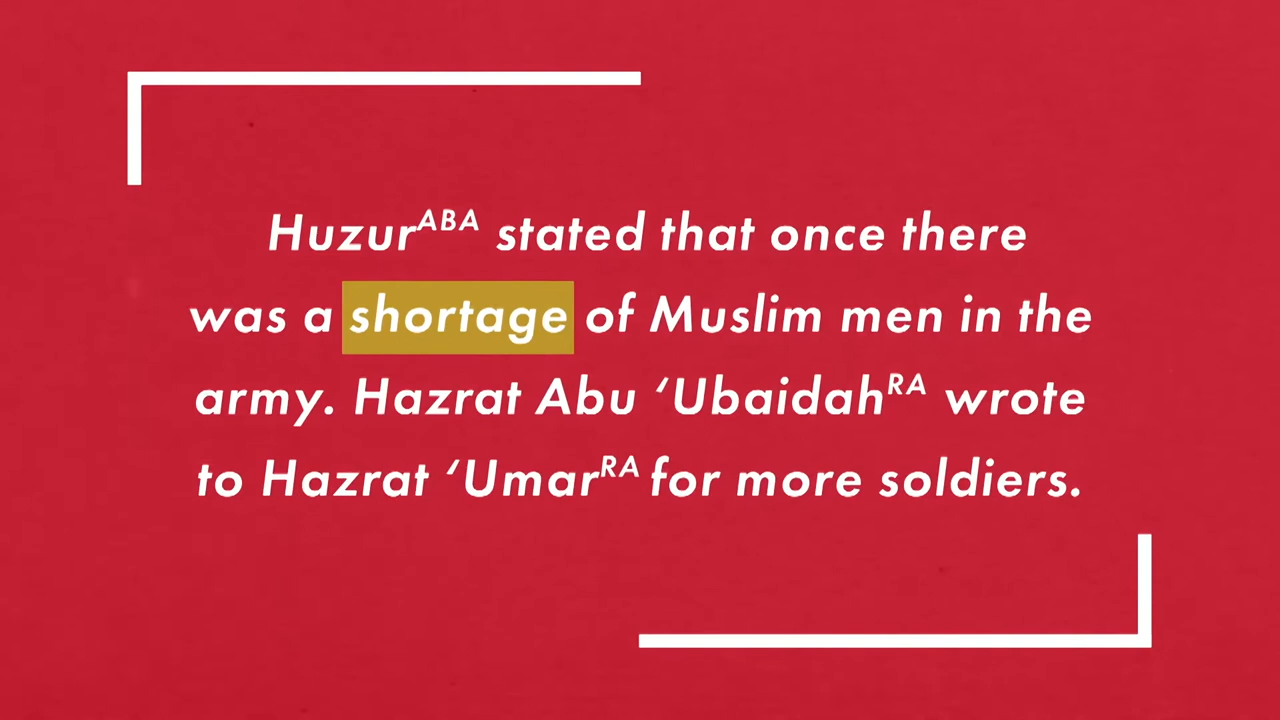 Huzurᴬᴮᴬ stated that once there
was a shortage of Muslim men in the
army. Hazrat Abu ‘Ubaidahᴿᴬ wrote
to Hazrat ‘Umarᴿᴬ for more soldiers.